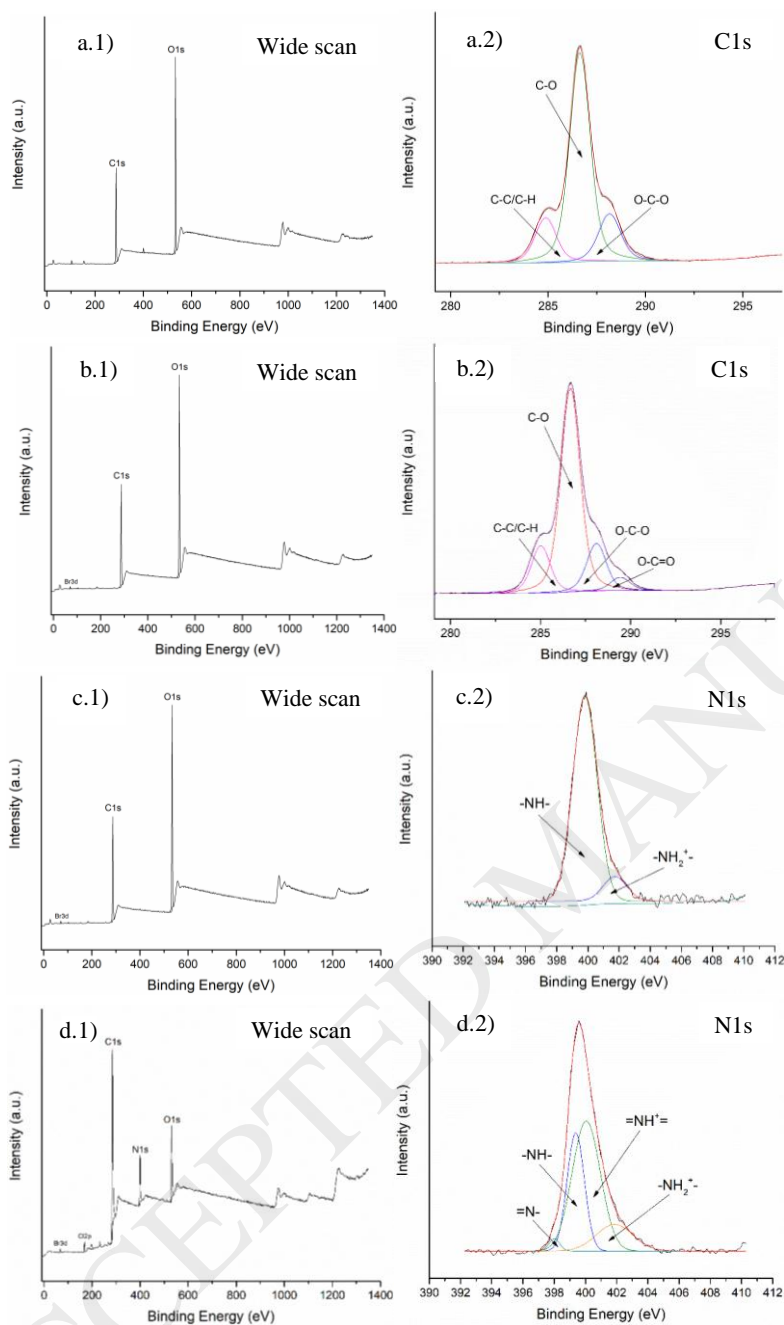 a.1) Wide scan
O1s
C1s
Intensity (a.u.)
0 200 400 600 800 1000 1200 1400
Binding Energy (eV)
a.2) C1s
C-O
C-C/C-H
O-C-O
Intensity (a.u.)
280 285 290 295
Binding Energy (eV)
b.1) Wide scan
O1s
C1s
Br3d
Intensity (a.u.)
0 200 400 600 800 1000 1200 1400
Binding Energy (eV)
b.2) C1s
C-O
C-C/C-H
O-C-O
O-C=O
Intensity (a.u)
280 285 290 295
Binding Energy (eV)
c.1) Wide scan
O1s
C1s
Br3d
Intensity (a.u.)
0 200 400 600 800 1000 1200 1400
Binding Energy (eV)
c.2) N1s
-NH-
-NH₂⁺-
Intensity (a.u.)
390 392 394 396 398 400 402 404 406 408 410 412
Binding Energy (eV)
d.1) Wide scan
C1s
O1s
N1s
Br3d
Cl2p
Intensity (a.u.)
0 200 400 600 800 1000 1200 1400
Binding Energy (eV)
d.2) N1s
=NH⁺=
-NH-
-NH₂⁺-
=N-
Intensity (a.u.)
390 392 394 396 398 400 402 404 406 408 410 412
Binding Energy (eV)
CCEPTED MANU